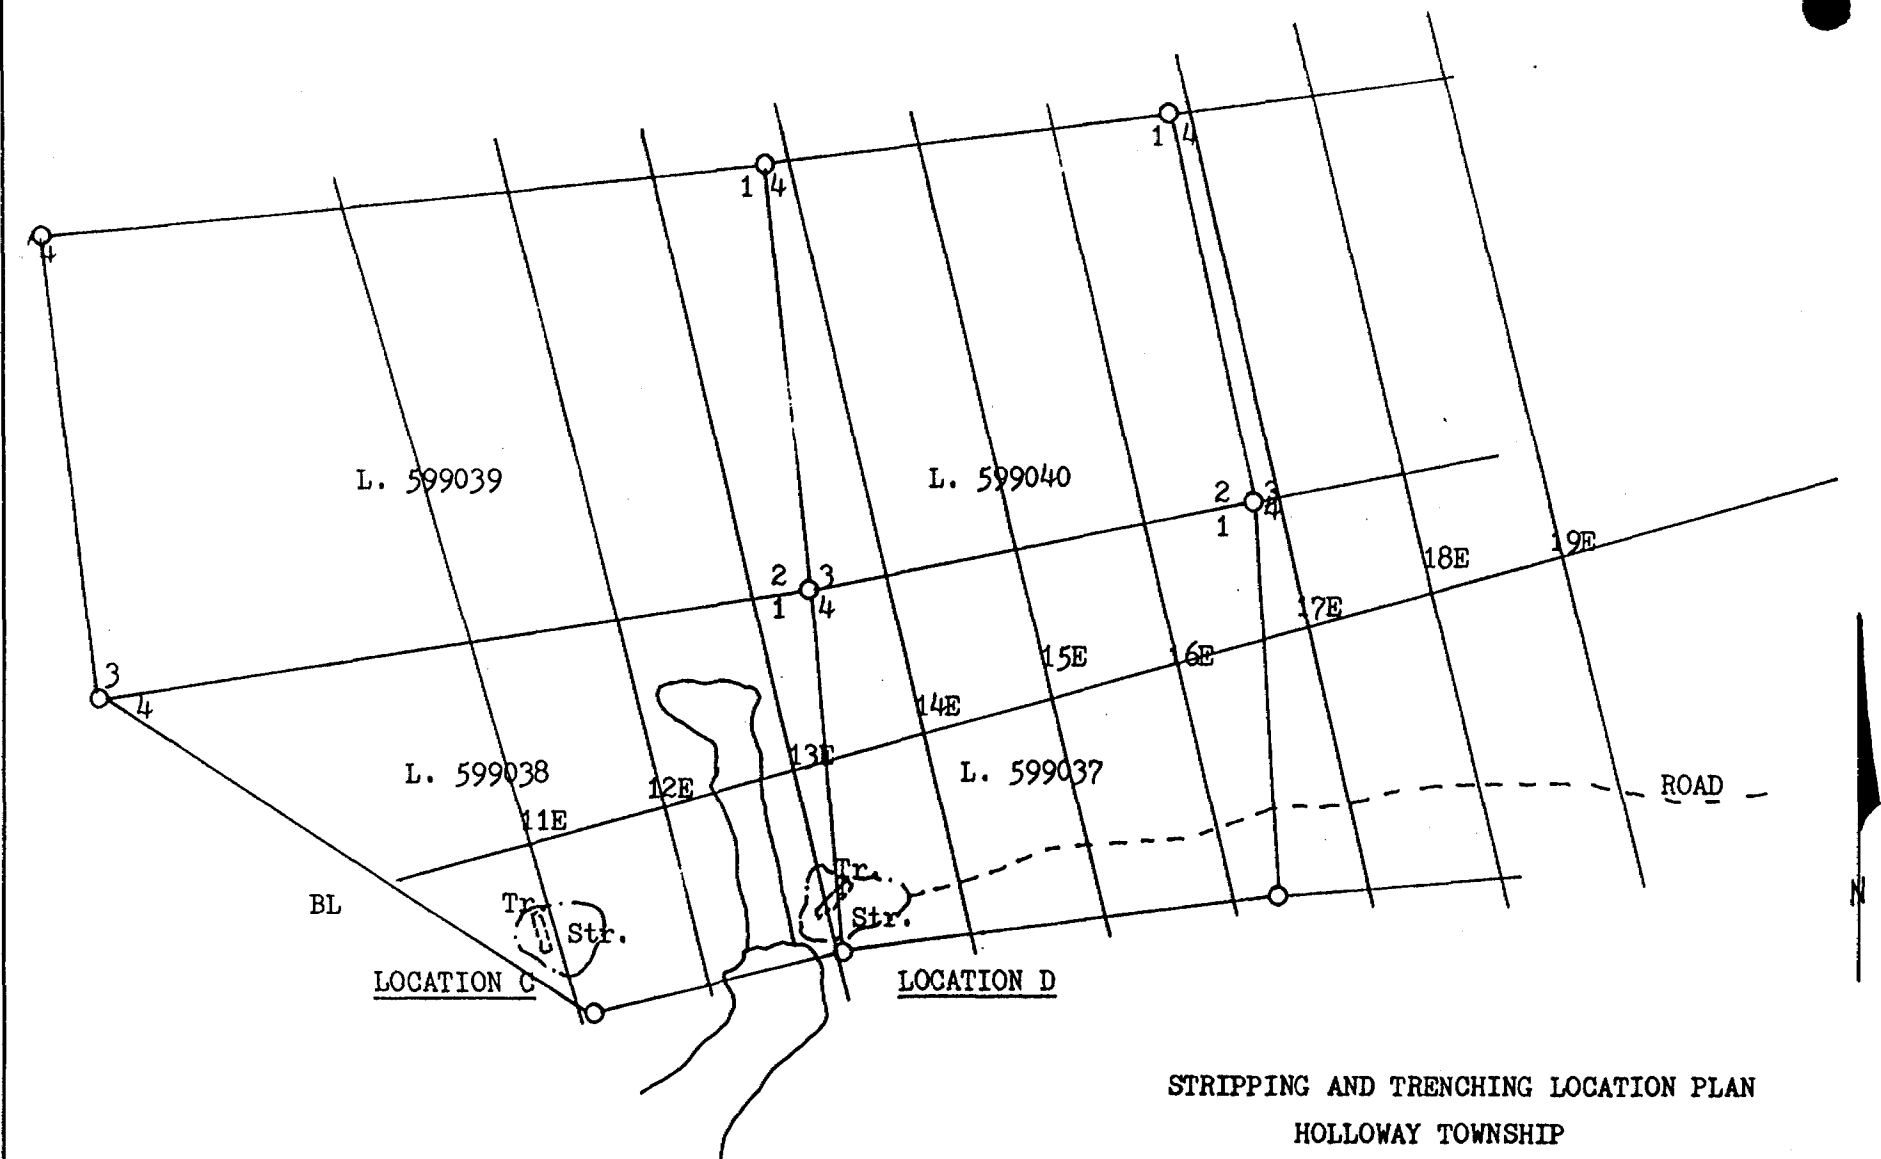 1 4
1 4
4
L. 599039
L. 599040
2 3
1 4
2 3
1 4
19E
18E
17E
16E
15E
14E
13E
12E
11E
3
4
L. 599038
L. 599037
ROAD
BL
Tr.
Str.
Tr.
Str.
LOCATION C
LOCATION D
N
STRIPPING AND TRENCHING LOCATION PLAN
HOLLOWAY TOWNSHIP